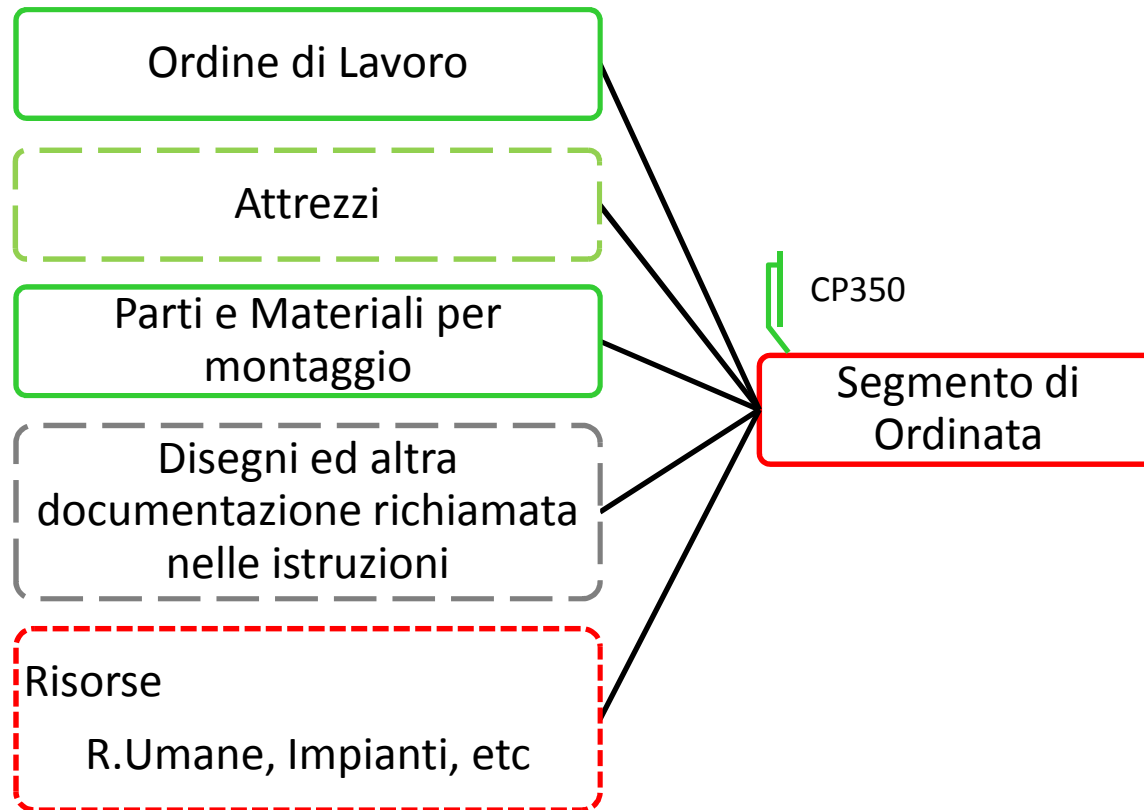 Ordine di Lavoro
Attrezzi
Parti e Materiali per
montaggio
Disegni ed altra
documentazione richiamata
nelle istruzioni
Risorse
R.Umane, Impianti, etc
CP350
Segmento di
Ordinata